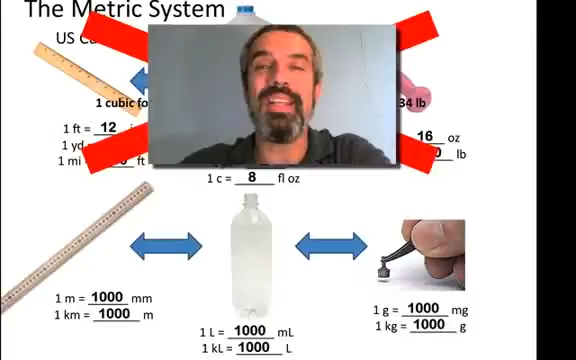 The Metric System
US
1 cubic fo
34 lb
1 ft = 12
16 oz
1 yd
lb
1 mi
ft
1 c = 8 fl oz
1 m = 1000 mm
1 km = 1000 m
1 g = 1000 mg
1 kg = 1000 g
1 L = 1000 mL
1 kL = 1000 L